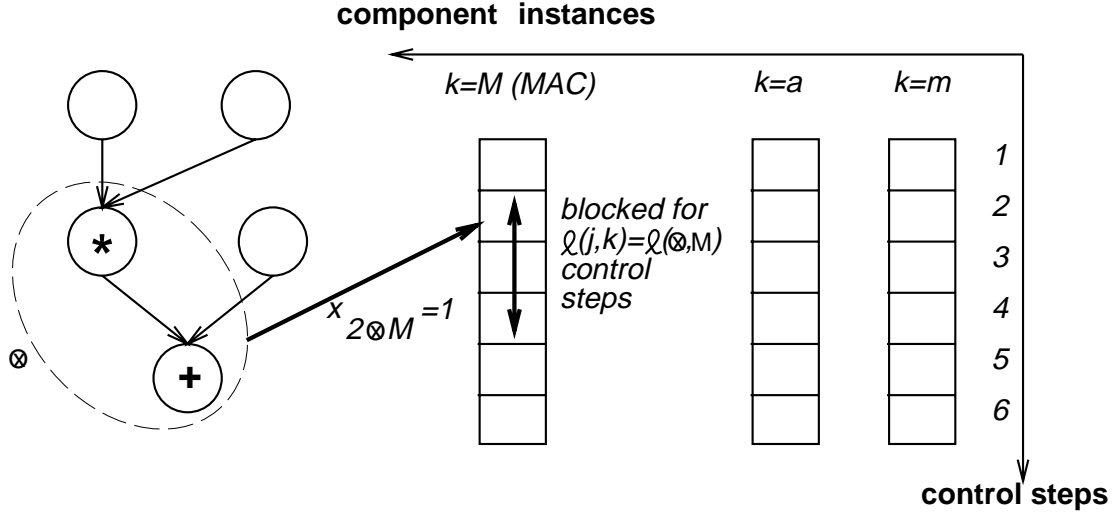 component instances
k=M (MAC)
k=a
k=m
1
2
3
4
5
6
blocked for
ℓ(j,k)=ℓ(⊗,M)
control
steps
*
+
⊗
x2⊗M=1
control steps